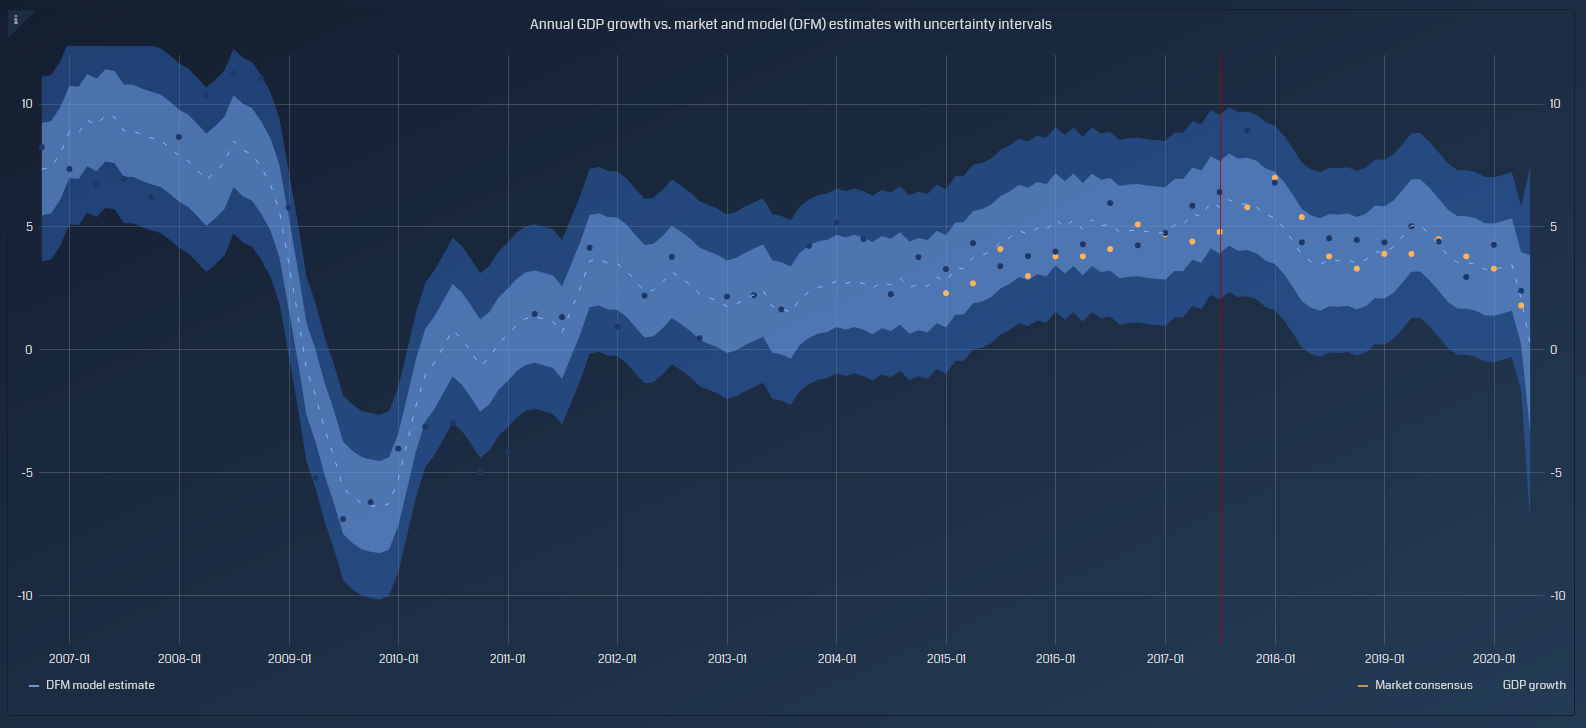 i
Annual GDP growth vs. market and model (DFM) estimates with uncertainty intervals
10 10
5 5
0 0
-5 -5
-10 -10
2007-01 2008-01 2009-01 2010-01 2011-01 2012-01 2013-01 2014-01 2015-01 2016-01 2017-01 2018-01 2019-01 2020-01
DFM model estimate Market consensus GDP growth